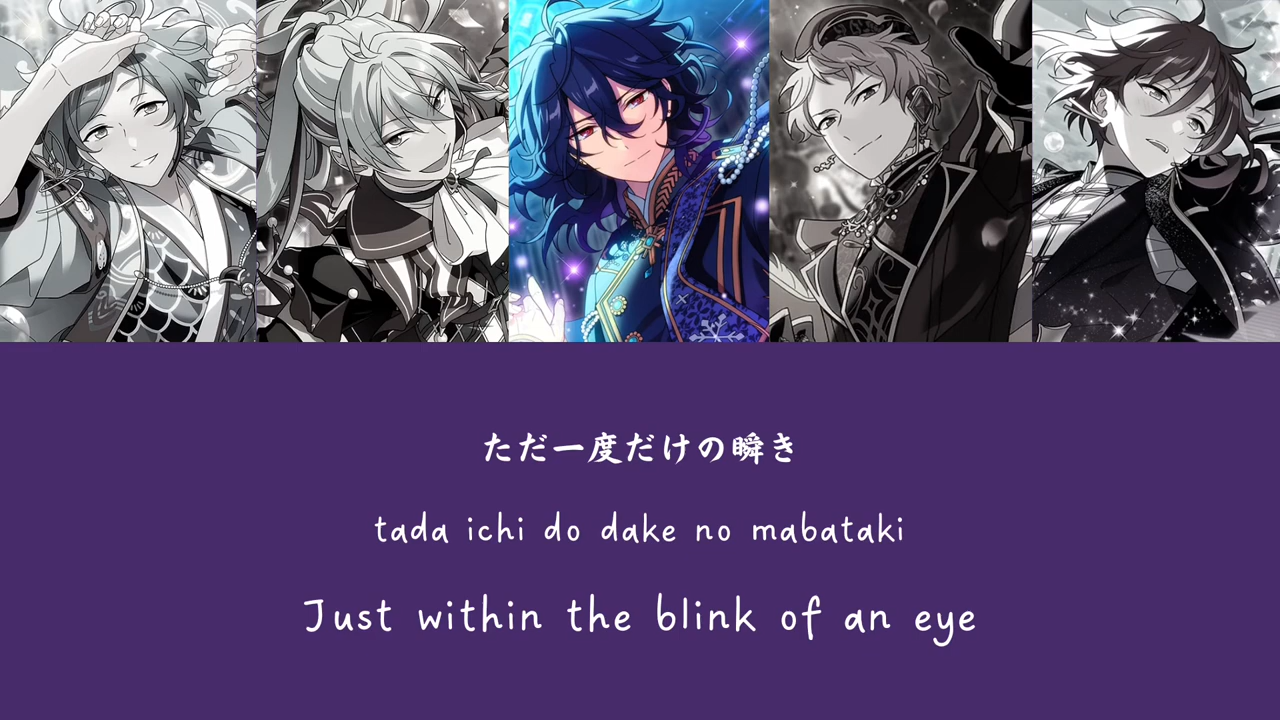 ただ一度だけの瞬き
tada ichi do dake no mabataki
Just within the blink of an eye